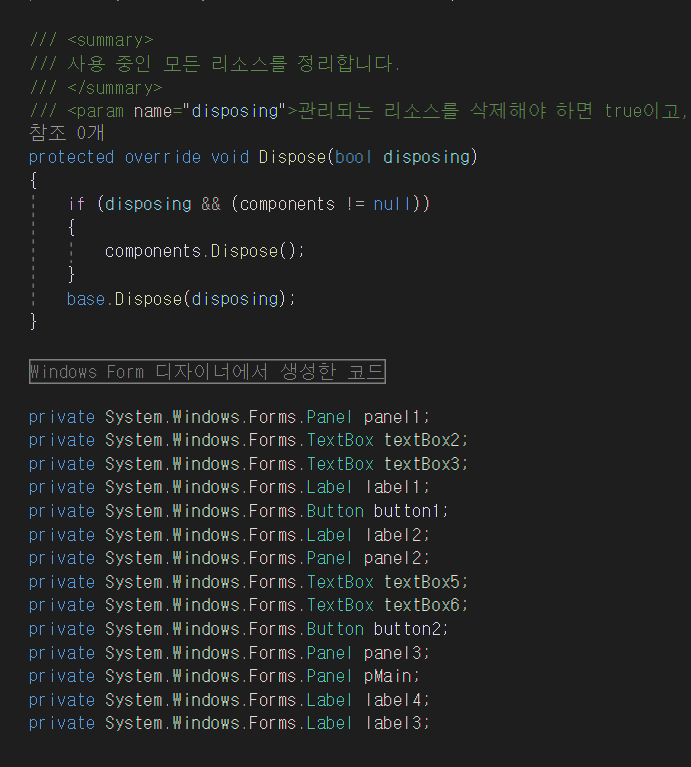 /// <summary>
/// 사용 중인 모든 리소스를 정리합니다.
/// </summary>
/// <param name="disposing">관리되는 리소스를 삭제해야 하면 true이고,
참조 0개
protected override void Dispose(bool disposing)
{
if (disposing && (components != null))
{
components.Dispose();
}
base.Dispose(disposing);
}
Windows Form 디자이너에서 생성한 코드
private System.Windows.Forms.Panel panel1;
private System.Windows.Forms.TextBox textBox2;
private System.Windows.Forms.TextBox textBox3;
private System.Windows.Forms.Label label1;
private System.Windows.Forms.Button button1;
private System.Windows.Forms.Label label2;
private System.Windows.Forms.Panel panel2;
private System.Windows.Forms.TextBox textBox5;
private System.Windows.Forms.TextBox textBox6;
private System.Windows.Forms.Button button2;
private System.Windows.Forms.Panel panel3;
private System.Windows.Forms.Panel pMain;
private System.Windows.Forms.Label label4;
private System.Windows.Forms.Label label3;